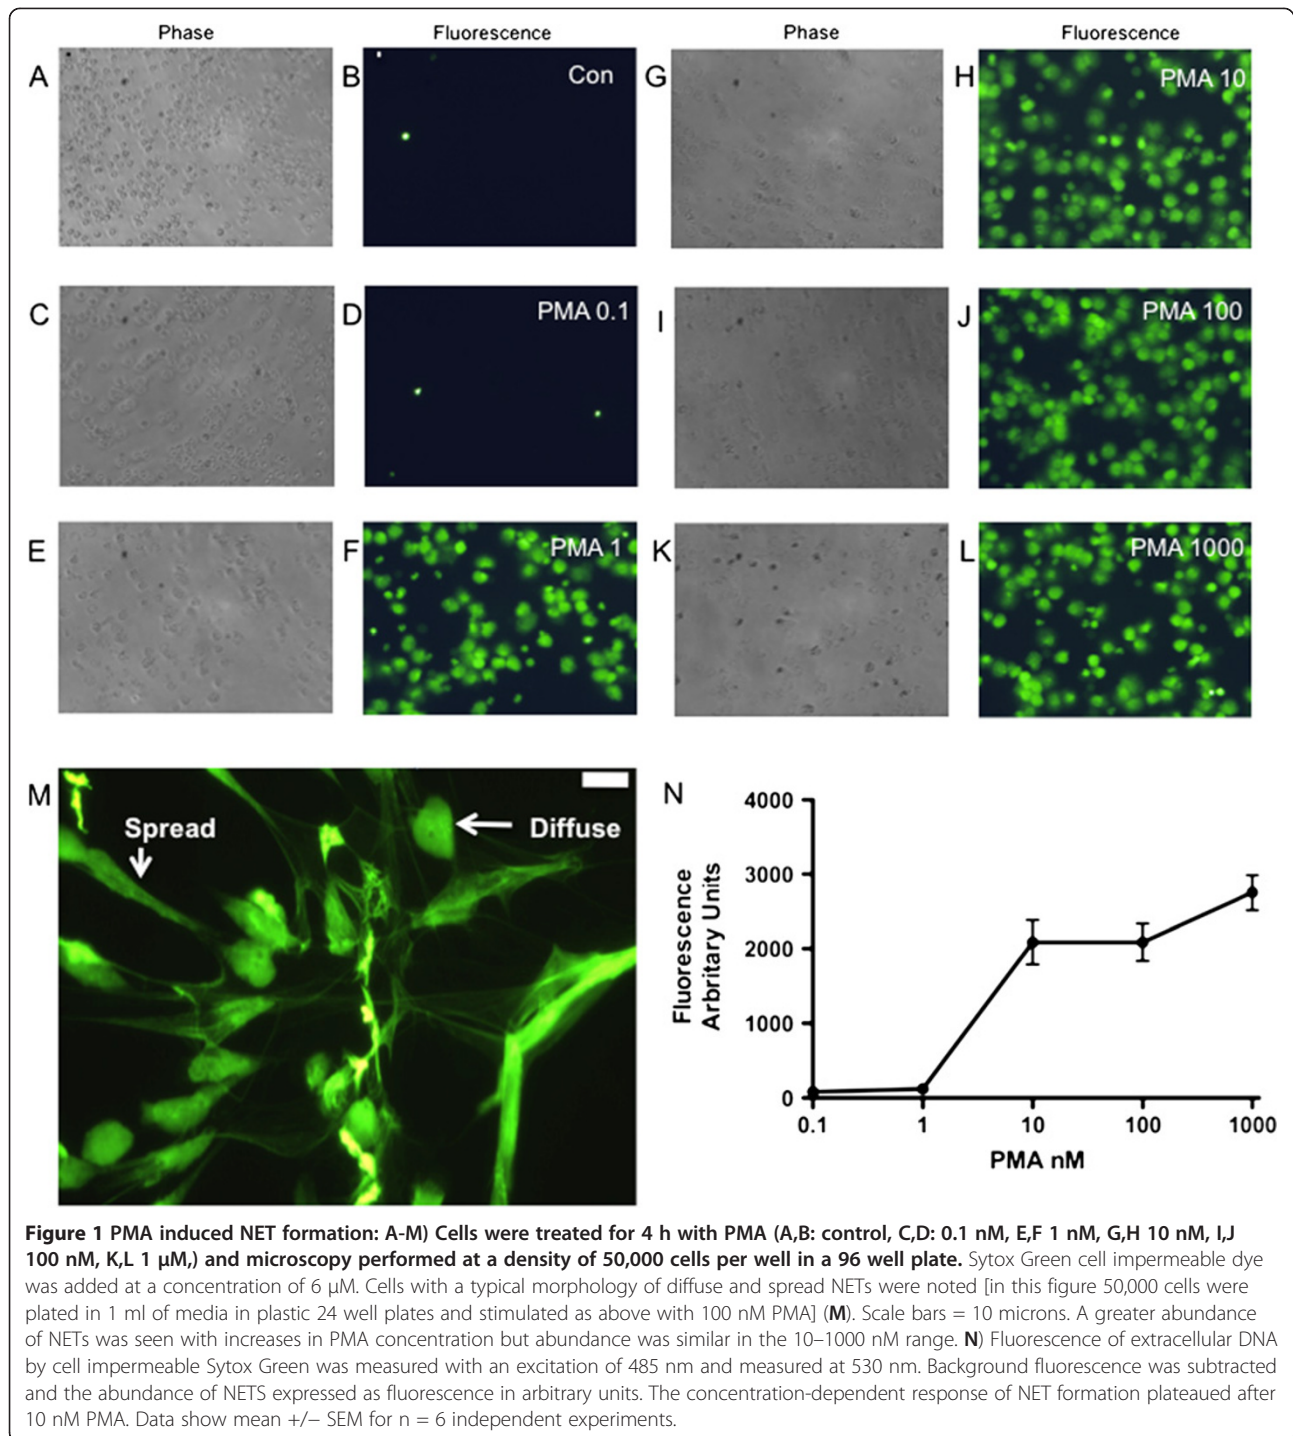 Phase
Fluorescence
Phase
Fluorescence
A
B
Con
G
H
PMA 10
C
D
PMA 0.1
I
J
PMA 100
E
F
PMA 1
K
L
PMA 1000
M
Spread
Diffuse
N
4000
3000
2000
1000
0
Fluorescence
Arbritary Units
0.1
1
10
100
1000
PMA nM
Figure 1 PMA induced NET formation: A-M) Cells were treated for 4 h with PMA (A,B: control, C,D: 0.1 nM, E,F 1 nM, G,H 10 nM, I,J
100 nM, K,L 1 μM,) and microscopy performed at a density of 50,000 cells per well in a 96 well plate. Sytox Green cell impermeable dye
was added at a concentration of 6 μM. Cells with a typical morphology of diffuse and spread NETs were noted [in this figure 50,000 cells were
plated in 1 ml of media in plastic 24 well plates and stimulated as above with 100 nM PMA] (M). Scale bars = 10 microns. A greater abundance
of NETs was seen with increases in PMA concentration but abundance was similar in the 10–1000 nM range. N) Fluorescence of extracellular DNA
by cell impermeable Sytox Green was measured with an excitation of 485 nm and measured at 530 nm. Background fluorescence was subtracted
and the abundance of NETS expressed as fluorescence in arbitrary units. The concentration-dependent response of NET formation plateaued after
10 nM PMA. Data show mean +/− SEM for n = 6 independent experiments.